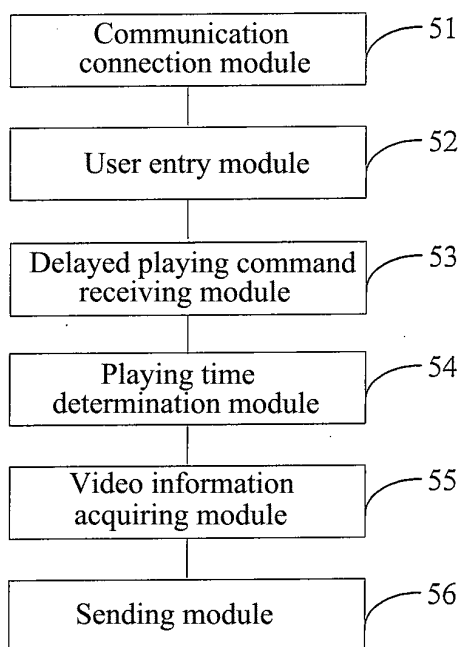 Communication
connection module
51
User entry module
52
Delayed playing command
receiving module
53
Playing time
determination module
54
Video information
acquiring module
55
Sending module
56